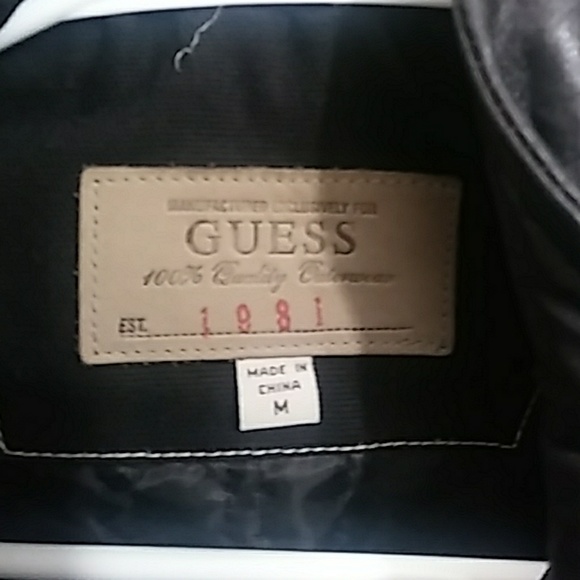 MANUFACTURED EXCLUSIVELY FOR
GUESS
100% Quality Outerwear
EST. 1981
MADE IN
CHINA
M